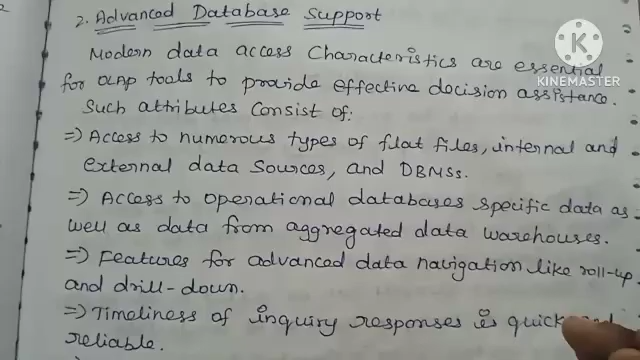 2. Advanced Database Support
Modern data access Characteristics are essential
for OLAP tools to provide effective decision assistance.
Such attributes consist of:
=) Access to numerous types of flat files, internal and
external data sources, and DBMSs.
=) Access to operational databases specific data as
well as data from aggregated data warehouses.
=) Features for advanced data navigation like roll-up
and drill-down.
=) Timeliness of inquiry responses is quick
reliable.
K
KINEMASTER